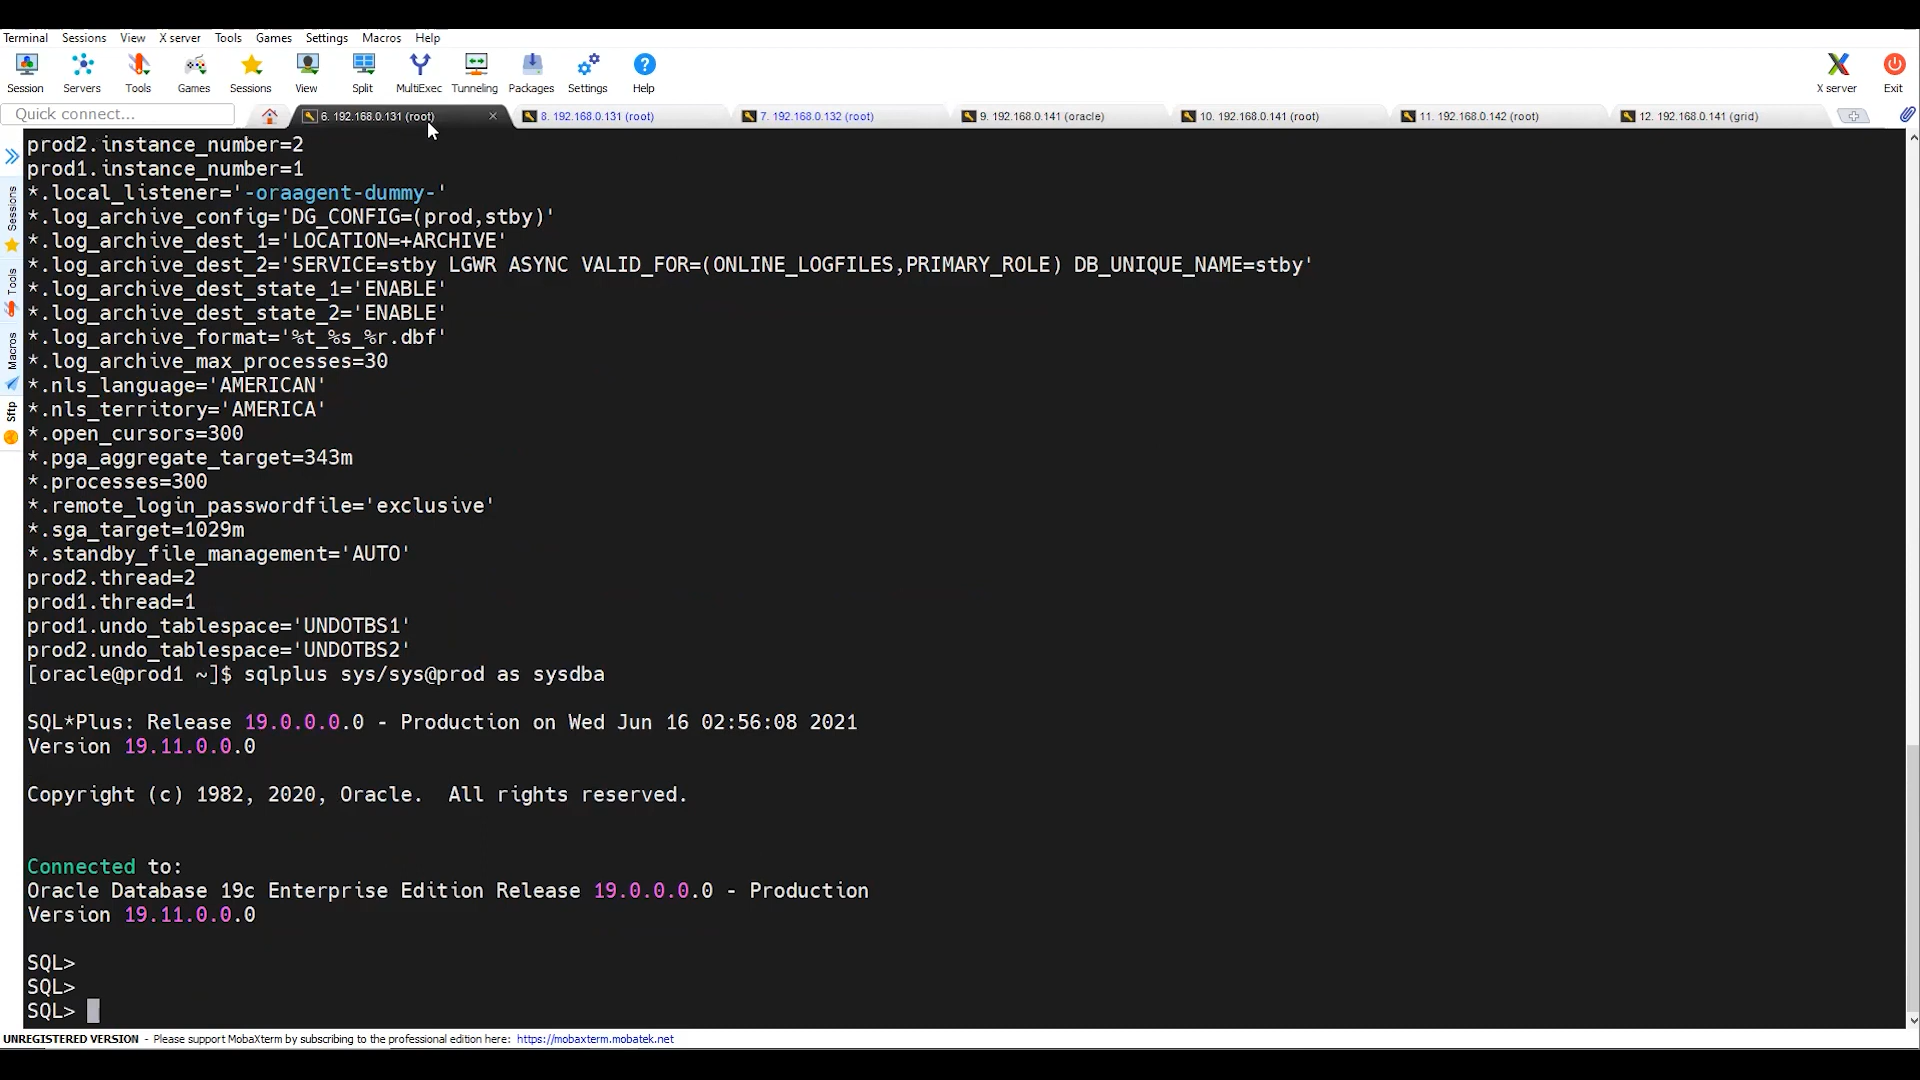 Terminal Sessions View X server Tools Games Settings Macros Help
Session Servers Tools Games Sessions View Split MultiExec Tunneling Packages Settings Help X server Exit
Quick connect... 6. 192.168.0.131 (root) 8. 192.168.0.131 (root) 7. 192.168.0.132 (root) 9. 192.168.0.141 (oracle) 10. 192.168.0.141 (root) 11. 192.168.0.142 (root) 12. 192.168.0.141 (grid)
Sessions
Tools
Macros
Sftp
prod2.instance_number=2
prod1.instance_number=1
*.local_listener='-oraagent-dummy-'
*.log_archive_config='DG_CONFIG=(prod,stby)'
*.log_archive_dest_1='LOCATION=+ARCHIVE'
*.log_archive_dest_2='SERVICE=stby LGWR ASYNC VALID_FOR=(ONLINE_LOGFILES,PRIMARY_ROLE) DB_UNIQUE_NAME=stby'
*.log_archive_dest_state_1='ENABLE'
*.log_archive_dest_state_2='ENABLE'
*.log_archive_format='%t_%s_%r.dbf'
*.log_archive_max_processes=30
*.nls_language='AMERICAN'
*.nls_territory='AMERICA'
*.open_cursors=300
*.pga_aggregate_target=343m
*.processes=300
*.remote_login_passwordfile='exclusive'
*.sga_target=1029m
*.standby_file_management='AUTO'
prod2.thread=2
prod1.thread=1
prod1.undo_tablespace='UNDOTBS1'
prod2.undo_tablespace='UNDOTBS2'
[oracle@prod1 ~]$ sqlplus sys/sys@prod as sysdba
SQL*Plus: Release 19.0.0.0.0 - Production on Wed Jun 16 02:56:08 2021
Version 19.11.0.0.0
Copyright (c) 1982, 2020, Oracle.  All rights reserved.
Connected to:
Oracle Database 19c Enterprise Edition Release 19.0.0.0.0 - Production
Version 19.11.0.0.0
SQL>
SQL>
SQL>
UNREGISTERED VERSION - Please support MobaXterm by subscribing to the professional edition here: https://mobaxterm.mobatek.net